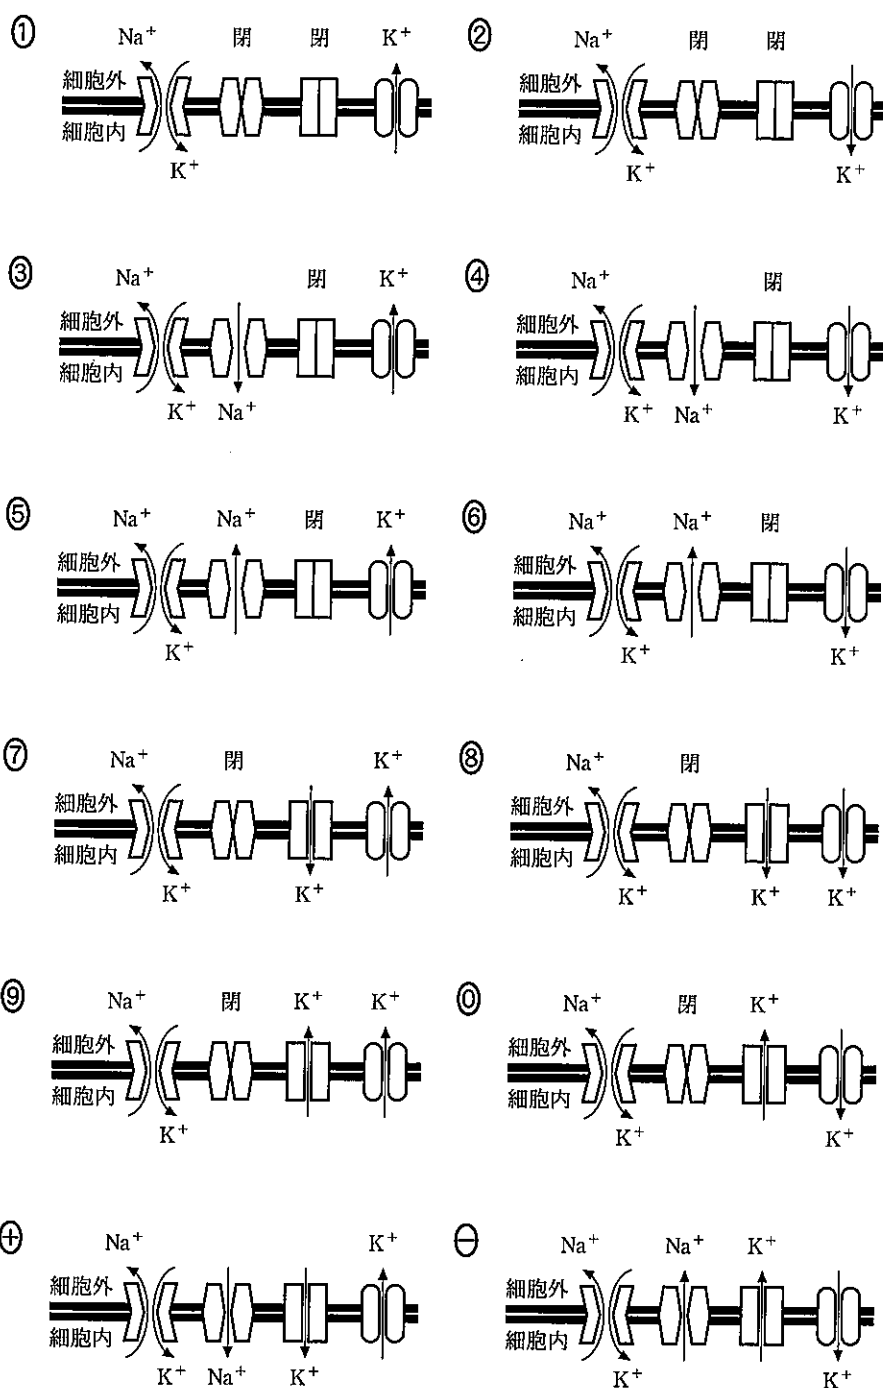 ① Na⁺ 閉 閉 K⁺
細胞外
細胞内
K⁺
② Na⁺ 閉 閉
細胞外
細胞内
K⁺ K⁺
③ Na⁺ 閉 K⁺
細胞外
細胞内
K⁺ Na⁺
④ Na⁺ 閉
細胞外
細胞内
K⁺ Na⁺ K⁺
⑤ Na⁺ Na⁺ 閉 K⁺
細胞外
細胞内
K⁺
⑥ Na⁺ Na⁺ 閉
細胞外
細胞内
K⁺ K⁺
⑦ Na⁺ 閉 K⁺
細胞外
細胞内
K⁺ K⁺
⑧ Na⁺ 閉
細胞外
細胞内
K⁺ K⁺ K⁺
⑨ Na⁺ 閉 K⁺ K⁺
細胞外
細胞内
K⁺
⓪ Na⁺ 閉 K⁺
細胞外
細胞内
K⁺ K⁺
⊕ Na⁺ K⁺
細胞外
細胞内
K⁺ Na⁺ K⁺
⊖ Na⁺ Na⁺ K⁺
細胞外
細胞内
K⁺ K⁺